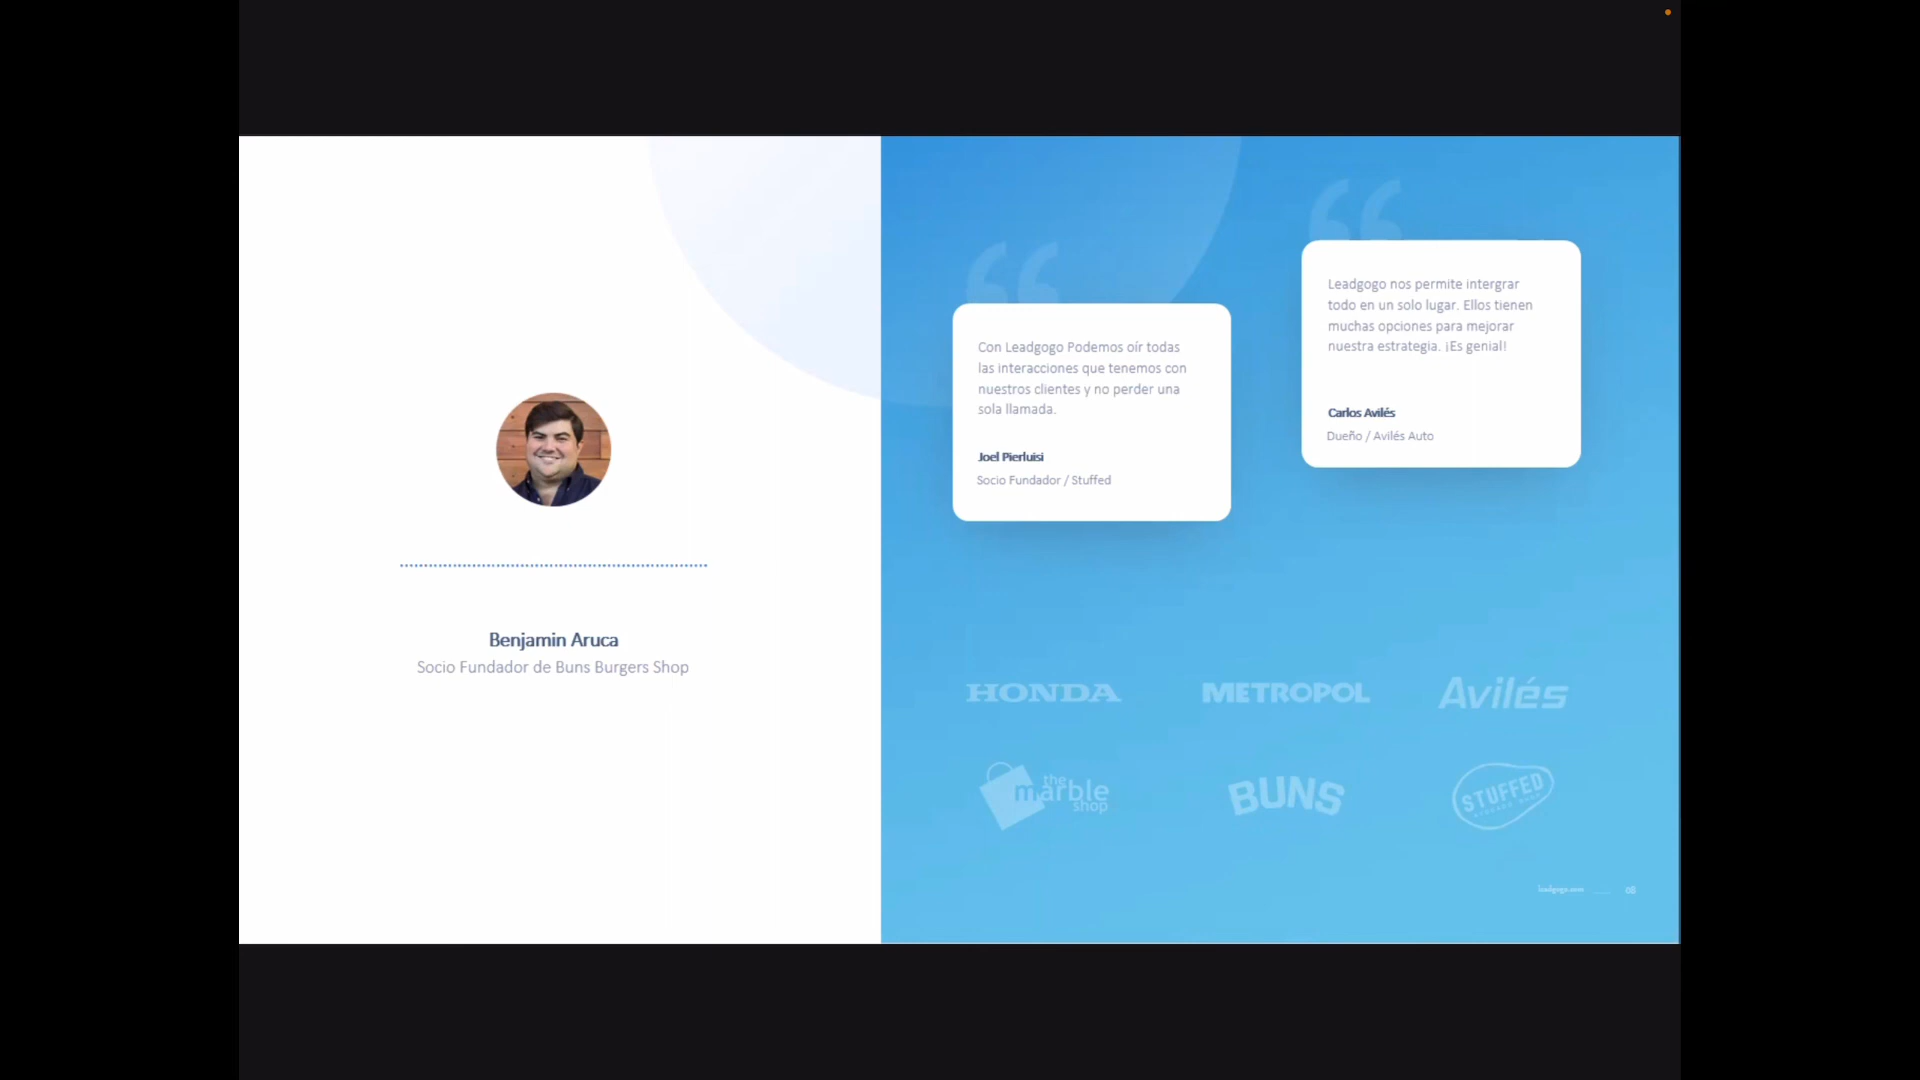 Benjamin Aruca
Socio Fundador de Buns Burgers Shop
Con Leadgogo Podemos oír todas
las interacciones que tenemos con
nuestros clientes y no perder una
sola llamada.
Joel Pierluisi
Socio Fundador / Stuffed
Leadgogo nos permite intergrar
todo en un solo lugar. Ellos tienen
muchas opciones para mejorar
nuestra estrategia. ¡Es genial!
Carlos Avilés
Dueño / Avilés Auto
HONDA
METROPOL
Avilés
the
marble
shop
BUNS
STUFFED
leadgogo.com